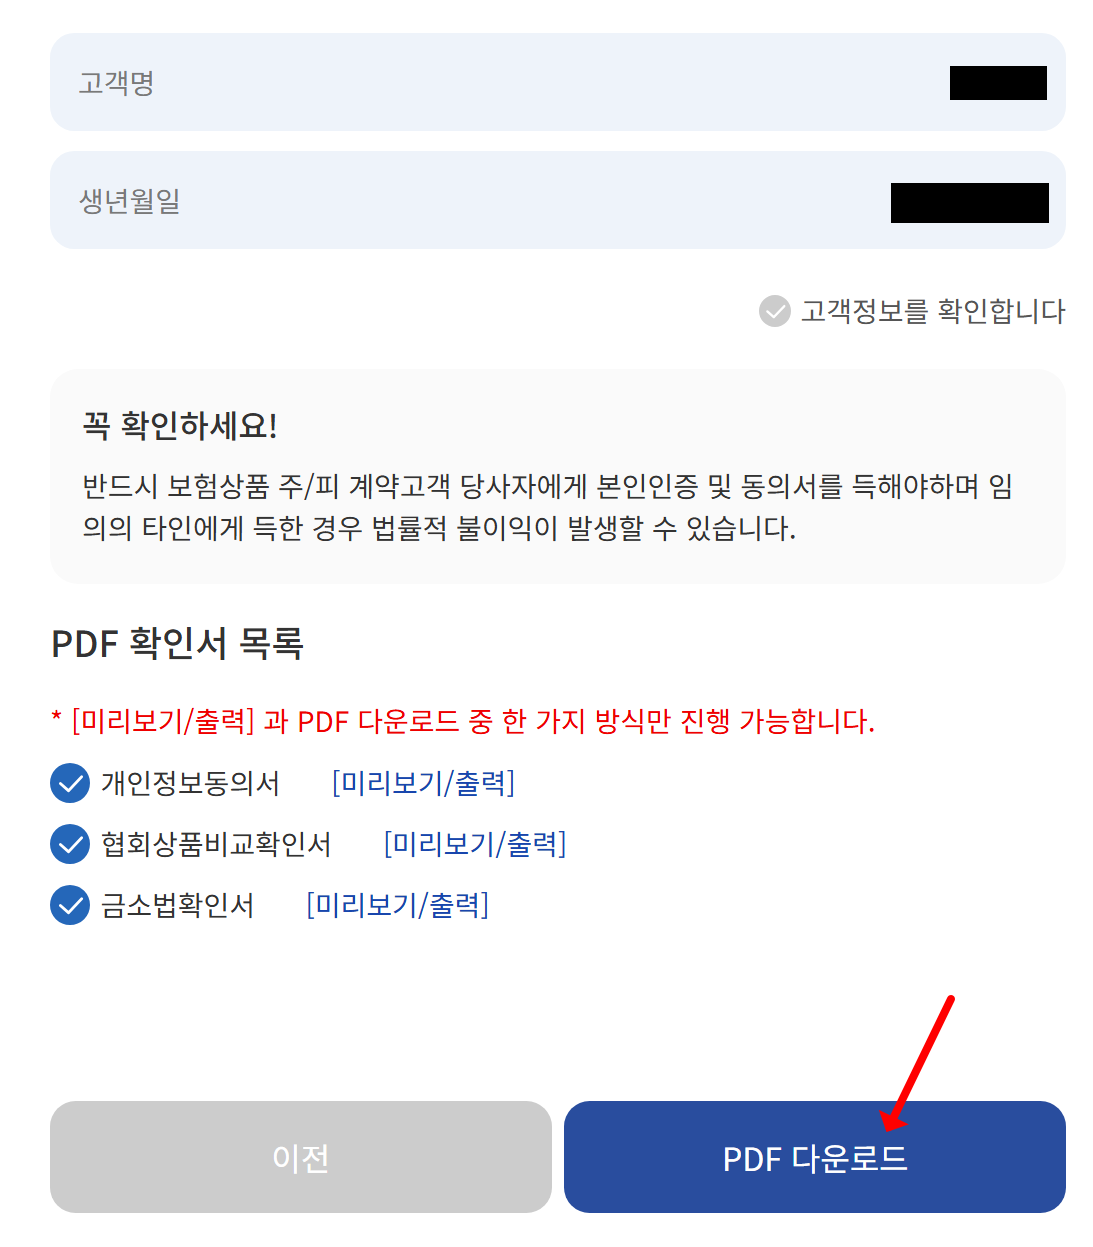 고객명
생년월일
고객정보를 확인합니다
꼭 확인하세요!
반드시 보험상품 주/피 계약고객 당사자에게 본인인증 및 동의서를 득해야하며 임
의의 타인에게 득한 경우 법률적 불이익이 발생할 수 있습니다.
PDF 확인서 목록
* [미리보기/출력] 과 PDF 다운로드 중 한 가지 방식만 진행 가능합니다.
개인정보동의서 [미리보기/출력]
협회상품비교확인서 [미리보기/출력]
금소법확인서 [미리보기/출력]
이전
PDF 다운로드